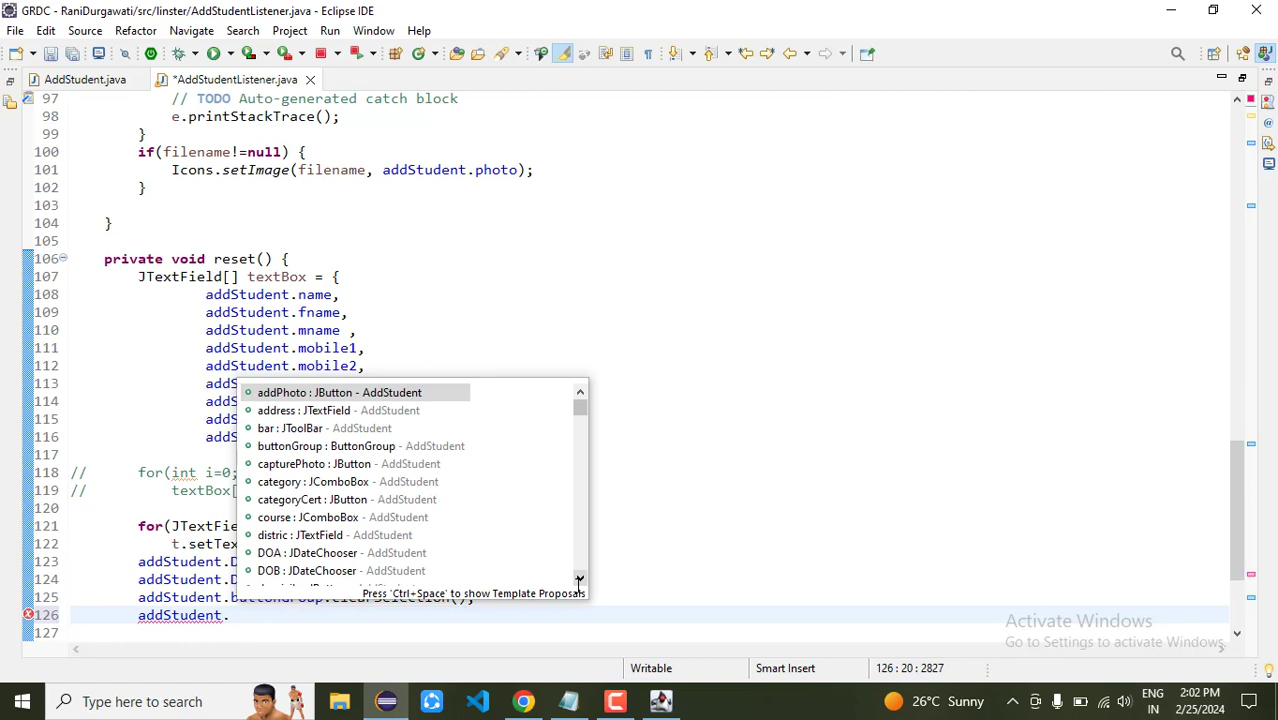 GRDC - RaniDurgawati/src/linster/AddStudentListener.java - Eclipse IDE
File Edit Source Refactor Navigate Search Project Run Window Help
AddStudent.java *AddStudentListener.java
97 // TODO Auto-generated catch block
98 e.printStackTrace();
99 }
100 if(filename!=null) {
101 Icons.setImage(filename, addStudent.photo);
102 }
103
104 }
105
106 private void reset() {
107 JTextField[] textBox = {
108 addStudent.name,
109 addStudent.fname,
110 addStudent.mname ,
111 addStudent.mobile1,
112 addStudent.mobile2,
113 add
114 add
115 add
116 add
118 // for(int i=0;
119 // textBox[
121 for(JTextFie
122 t.setTex
123 addStudent.D
124 addStudent.D
125 addStudent.buttonGroup.clearSelection();
126 addStudent.
127
addPhoto : JButton - AddStudent
address : JTextField - AddStudent
bar : JToolBar - AddStudent
buttonGroup : ButtonGroup - AddStudent
capturePhoto : JButton - AddStudent
category : JComboBox - AddStudent
categoryCert : JButton - AddStudent
course : JComboBox - AddStudent
distric : JTextField - AddStudent
DOA : JDateChooser - AddStudent
DOB : JDateChooser - AddStudent
Press 'Ctrl+Space' to show Template Proposals
Activate Windows
Go to Settings to activate Windows.
Writable Smart Insert 126 : 20 : 2827
Type here to search
26°C Sunny
ENG
IN
2:02 PM
2/25/2024